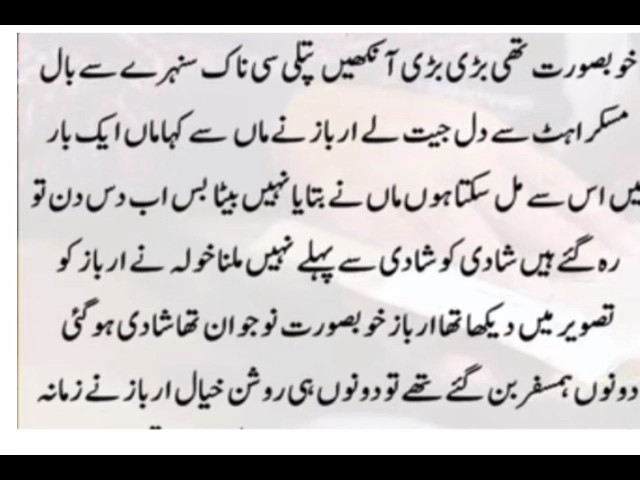 خوبصورت تھی بڑی بڑی آنکھیں پتلی سی ناک سنہرے سے بال
مسکراہٹ سے دل جیت لے ارباز نے ماں سے کہا ماں ایک بار
میں اس سے مل سکتا ہوں ماں نے بتایا نہیں بیٹا بس اب دس دن تو
رہ گئے ہیں شادی کو شادی سے پہلے نہیں ملنا خولہ نے ارباز کو
تصویر میں دیکھا تھا ارباز خوبصورت نوجوان تھا شادی ہو گئی
دونوں ہمسفر بن گئے تھے تو دونوں ہی روشن خیال ارباز نے زمانہ